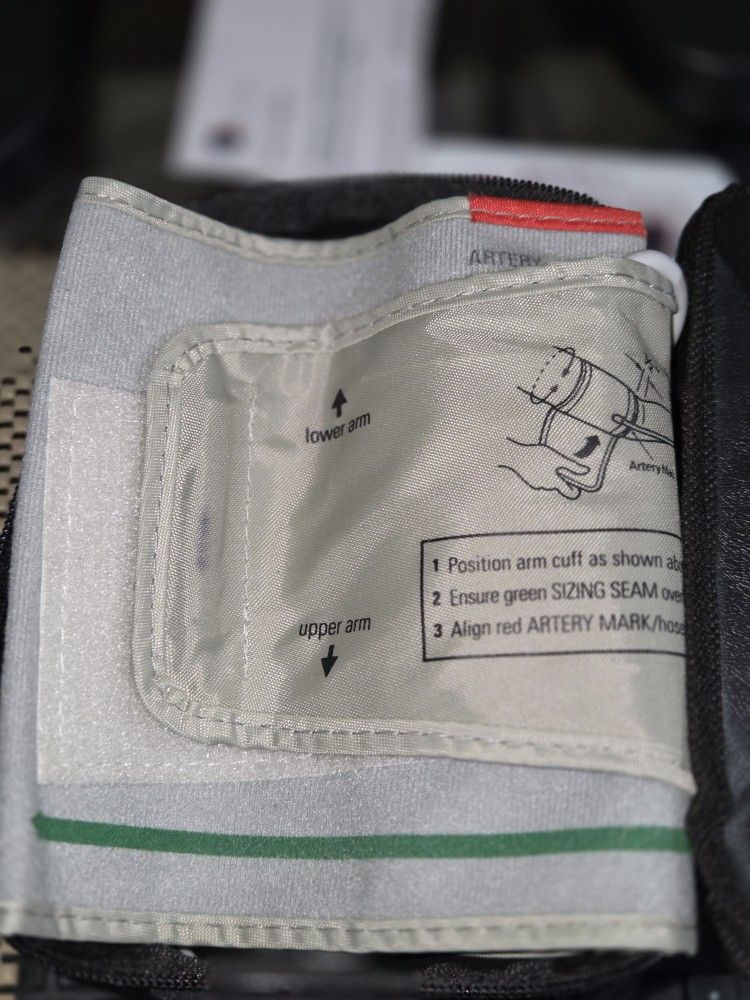 ARTERY
lower arm
Artery
1 Position arm cuff as shown
2 Ensure green SIZING SEAM
3 Align red ARTERY MARK/hose
upper arm